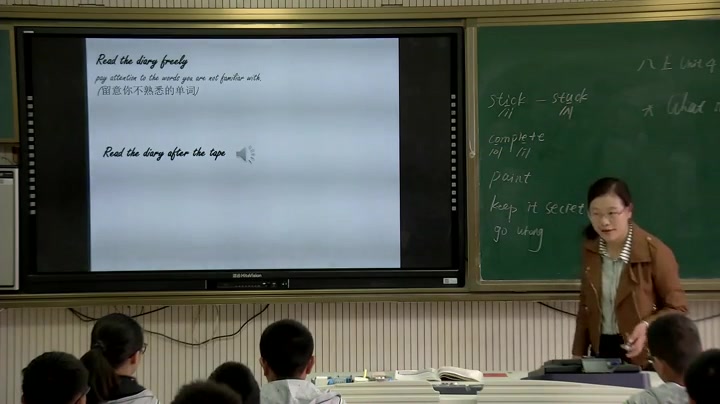 Read the diary freely
pay attention to the words you are not familiar with.
(留意你不熟悉的单词)
Read the diary after the tape
HiteVision
stick - stuck
/ɪ/ /ʌ/
complete
paint
keep it secret
go wrong
八上 Unit 4